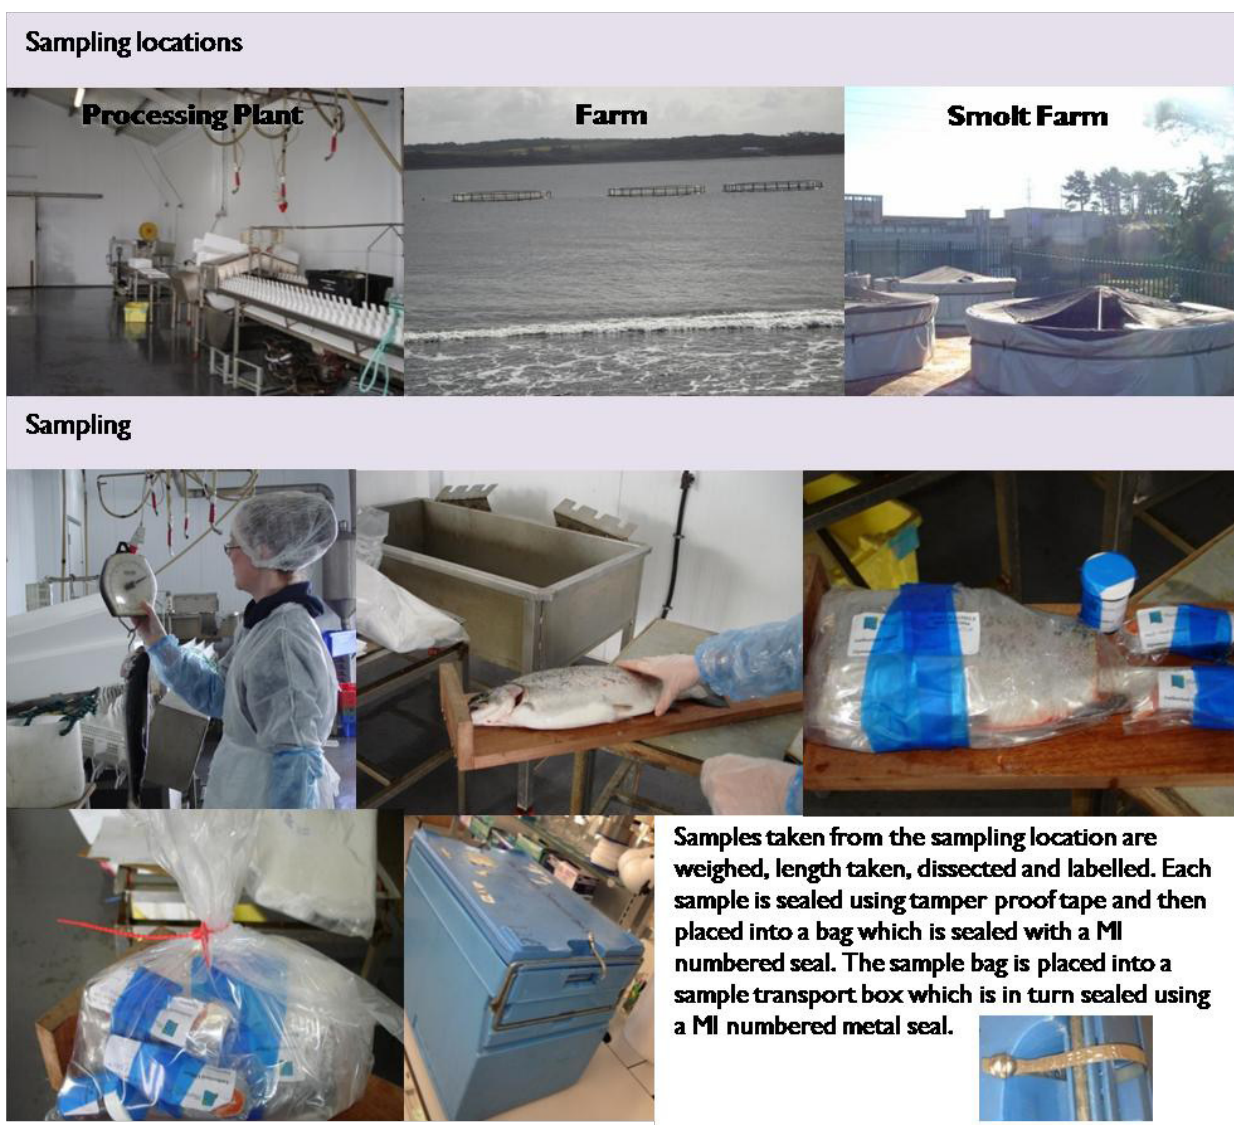 Sampling locations
Processing Plant
Farm
Smolt Farm
Sampling
Samples taken from the sampling location are
weighed, length taken, dissected and labelled. Each
sample is sealed using tamper proof tape and then
placed into a bag which is sealed with a MI
numbered seal. The sample bag is placed into a
sample transport box which is in turn sealed using
a MI numbered metal seal.